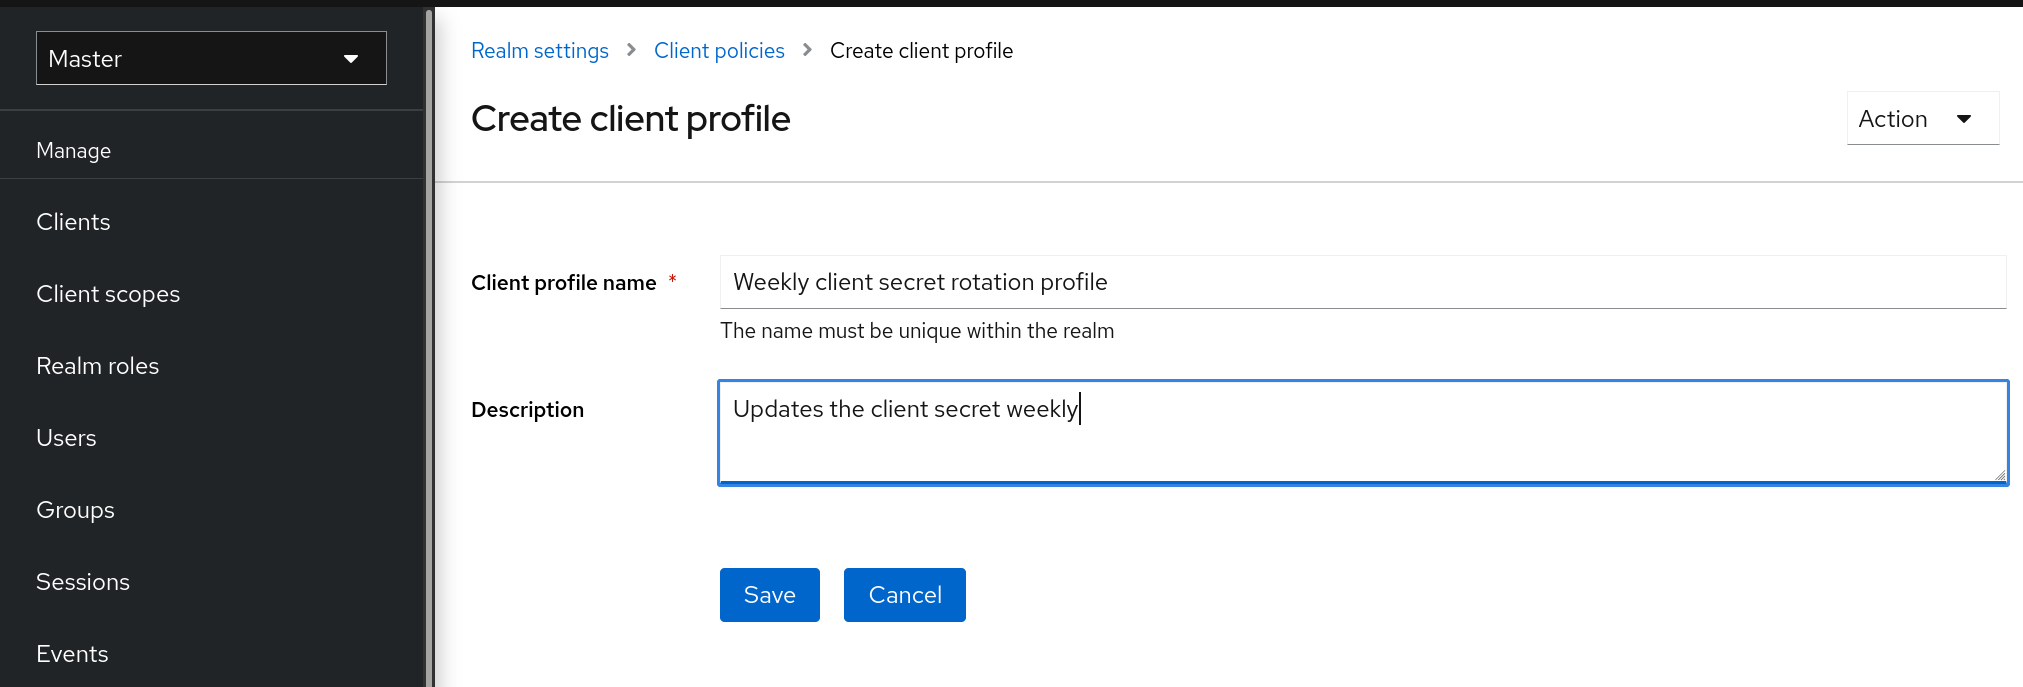 Master
Manage
Clients
Client scopes
Realm roles
Users
Groups
Sessions
Events
Realm settings > Client policies > Create client profile
Create client profile
Action
Client profile name *
Weekly client secret rotation profile
The name must be unique within the realm
Description
Updates the client secret weekly
Save
Cancel